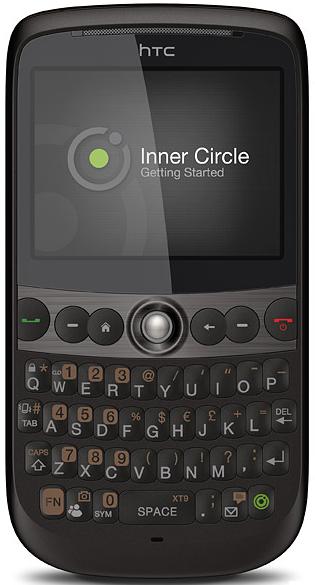 hTC
Inner Circle
Getting Started
* CLD 1 2 3 @ / \ ' “ - _
Q W E R T Y U I O P
# 4 5 6 % $ € £ + =
TAB A S D F G H J K L DEL
CAPS 7 8 9 ( ) ! ? , : ;
Z X C V B N M
FN 0 SYM SPACE XT9 . ;